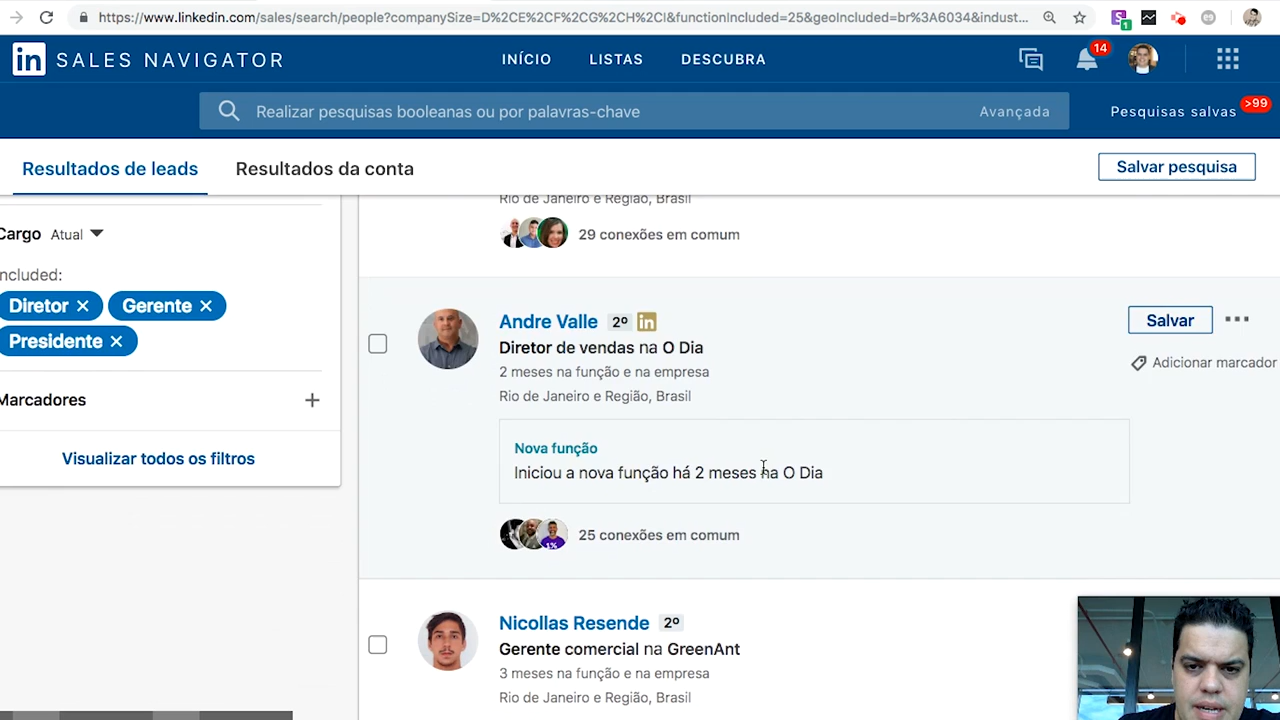 https://www.linkedin.com/sales/search/people?companySize=D%2CE%2CF%2CG%2CH%2CI&functionIncluded=25&geoIncluded=br%3A6034&indust...
1
in SALES NAVIGATOR
INÍCIO
LISTAS
DESCUBRA
14
Realizar pesquisas booleanas ou por palavras-chave
Avançada
Pesquisas salvas
>99
Resultados de leads
Resultados da conta
Salvar pesquisa
Cargo Atual
ncluded:
Diretor ×
Gerente ×
Presidente ×
Marcadores +
Visualizar todos os filtros
Rio de Janeiro e Região, Brasil
29 conexões em comum
Andre Valle 2º in
Salvar
Diretor de vendas na O Dia
2 meses na função e na empresa
Adicionar marcador
Rio de Janeiro e Região, Brasil
Nova função
Iniciou a nova função há 2 meses na O Dia
25 conexões em comum
Nicollas Resende 2º
Gerente comercial na GreenAnt
3 meses na função e na empresa
Rio de Janeiro e Região, Brasil